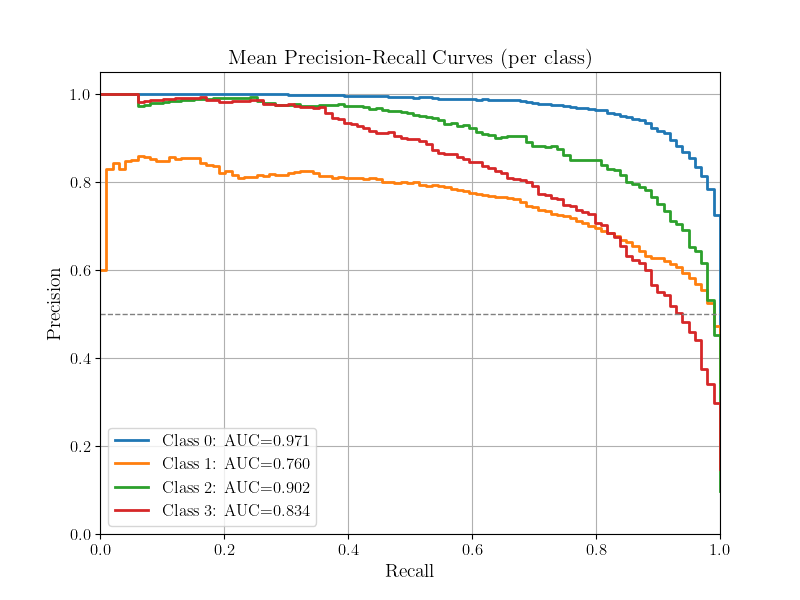 Mean Precision-Recall Curves (per class)
1.0
0.8
0.6
0.4
0.2
0.0
Precision
Class 0: AUC=0.971
Class 1: AUC=0.760
Class 2: AUC=0.902
Class 3: AUC=0.834
0.0 0.2 0.4 0.6 0.8 1.0
Recall